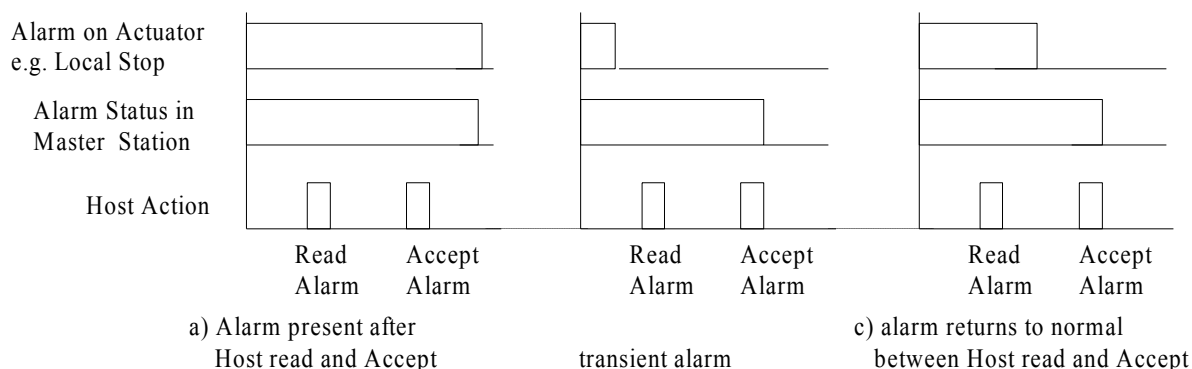 Alarm on Actuator
e.g. Local Stop
Alarm Status in
Master Station
Host Action
Read
Alarm
Accept
Alarm
Read
Alarm
Accept
Alarm
Read
Alarm
Accept
Alarm
a) Alarm present after
Host read and Accept
transient alarm
c) alarm returns to normal
between Host read and Accept